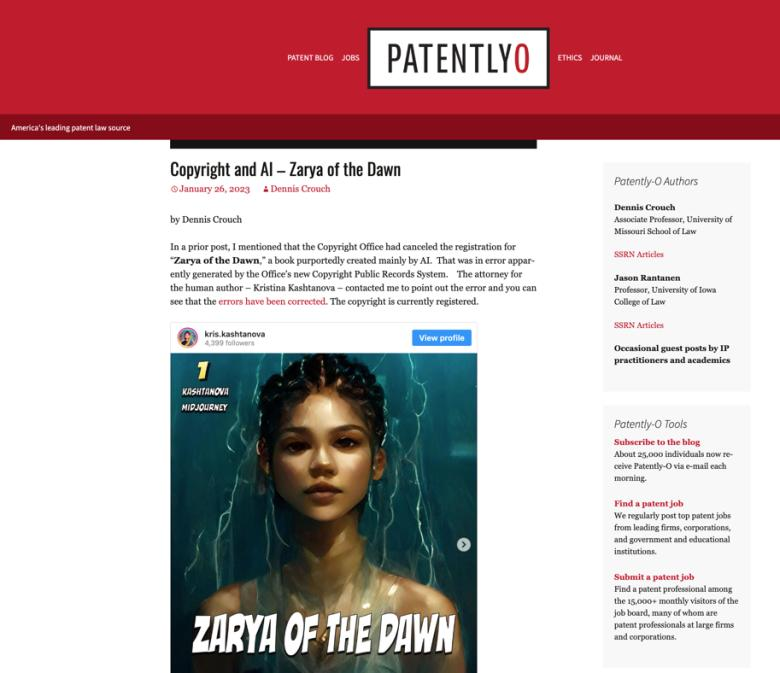 PATENT BLOG JOBS PATENTLYO ETHICS JOURNAL
America's leading patent law source
Copyright and AI – Zarya of the Dawn
January 26, 2023 Dennis Crouch
by Dennis Crouch
In a prior post, I mentioned that the Copyright Office had canceled the registration for
“Zarya of the Dawn,” a book purportedly created mainly by AI. That was in error appar-
ently generated by the Office's new Copyright Public Records System. The attorney for
the human author – Kristina Kashtanova – contacted me to point out the error and you can
see that the errors have been corrected. The copyright is currently registered.
kris.kashtanova
4,399 followers
View profile
1
KASHTANOVA
MIDJOURNEY
ZARYA OF THE DAWN
Patently-O Authors
Dennis Crouch
Associate Professor, University of
Missouri School of Law
SSRN Articles
Jason Rantanen
Professor, University of Iowa
College of Law
SSRN Articles
Occasional guest posts by IP
practitioners and academics
Patently-O Tools
Subscribe to the blog
About 25,000 individuals now re-
ceive Patently-O via e-mail each
morning.
Find a patent job
We regularly post top patent jobs
from leading firms, corporations,
and government and educational
institutions.
Submit a patent job
Find a patent professional among
the 15,000+ monthly visitors of the
job board, many of whom are
patent professionals at large firms
and corporations.